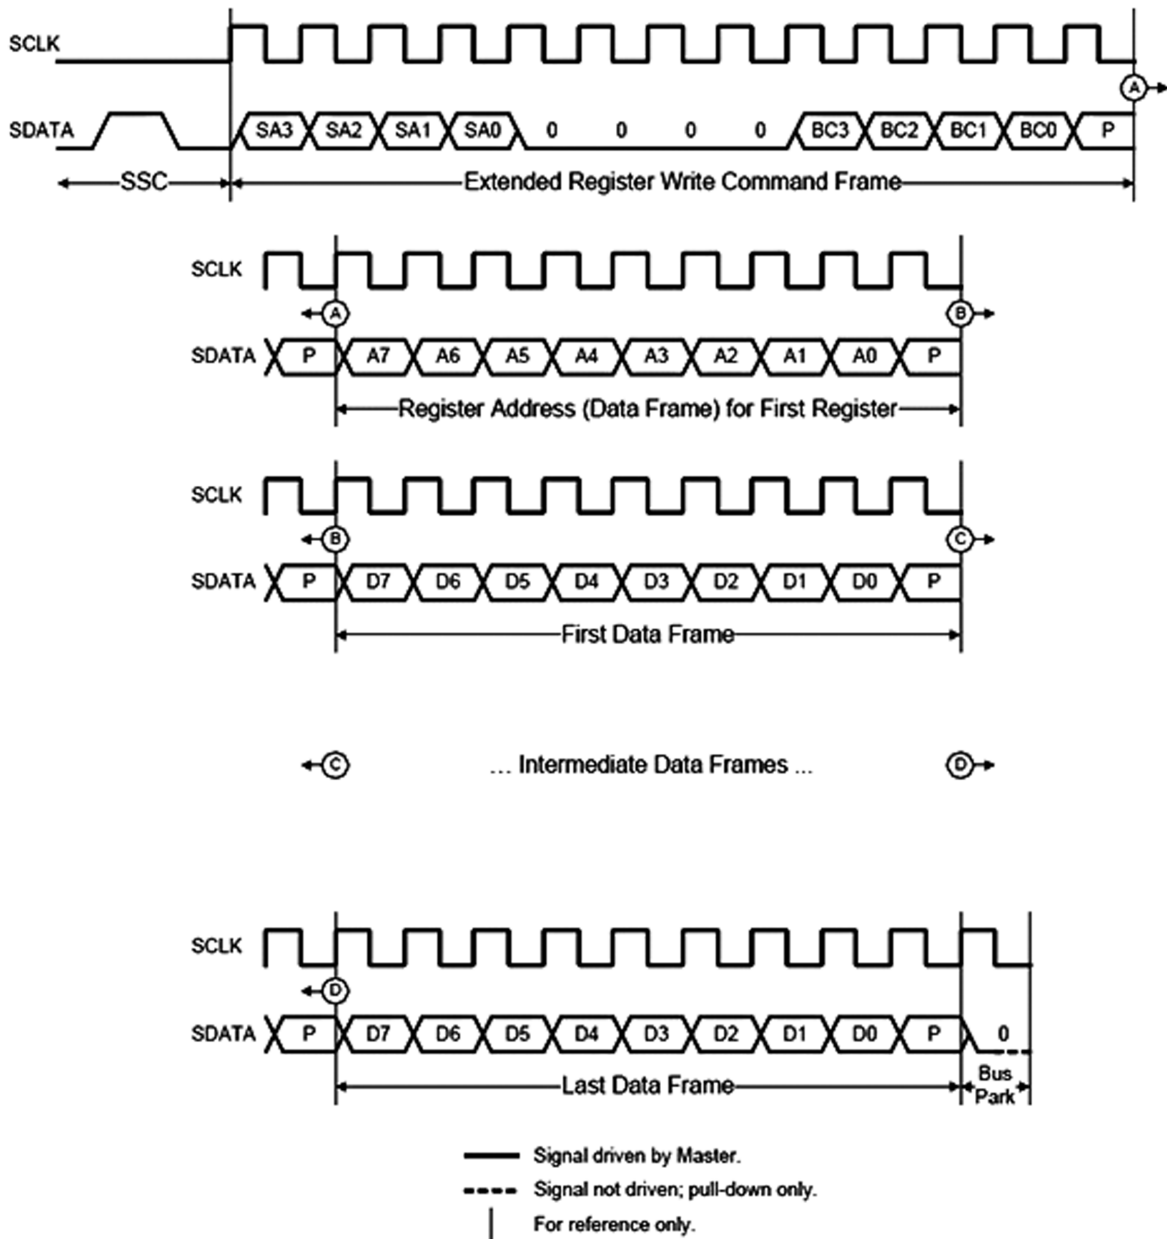 SCLK
A
SDATA SA3 SA2 SA1 SA0 0 0 0 0 BC3 BC2 BC1 BC0 P
SSC Extended Register Write Command Frame
SCLK
A B
SDATA P A7 A6 A5 A4 A3 A2 A1 A0 P
Register Address (Data Frame) for First Register
SCLK
B C
SDATA P D7 D6 D5 D4 D3 D2 D1 D0 P
First Data Frame
C ... Intermediate Data Frames ... D
SCLK
D
SDATA P D7 D6 D5 D4 D3 D2 D1 D0 P 0
Last Data Frame Bus
Park
Signal driven by Master.
Signal not driven; pull-down only.
For reference only.